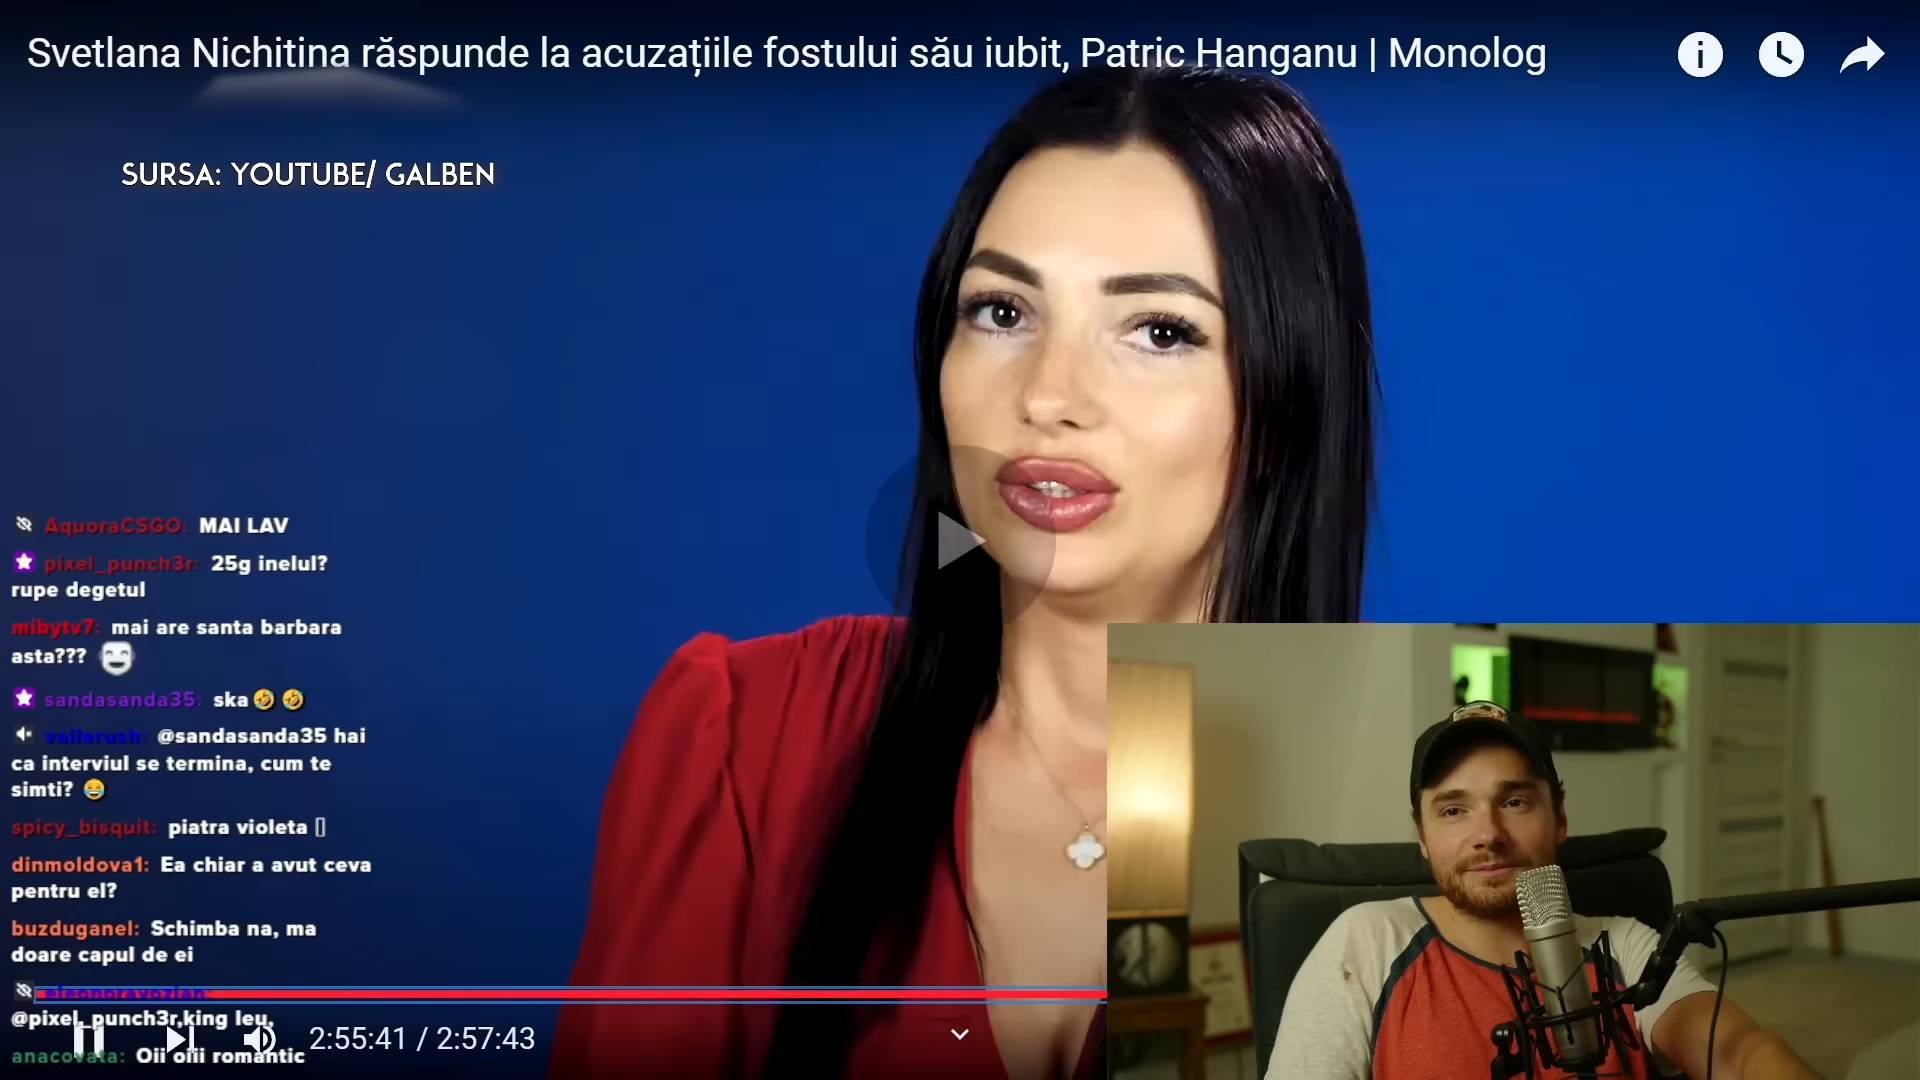 Svetlana Nichitina răspunde la acuzațiile fostului său iubit, Patric Hanganu | Monolog
SURSA: YOUTUBE/ GALBEN
AquoraCSGO: MAI LAV
pixel_punch3r: 25g inelul?
rupe degetul
mibytv7: mai are santa barbara
asta???
sandasanda35: ska
vallerush: @sandasanda35 hai
ca interviul se termina, cum te
simti?
spicy_bisquit: piatra violeta
dinmoldova1: Ea chiar a avut ceva
pentru el?
buzduganel: Schimba na, ma
doare capul de ei
@pixel_punch3r,king leu,
2:55:41 / 2:57:43
anacovata: Oii oiii romantic